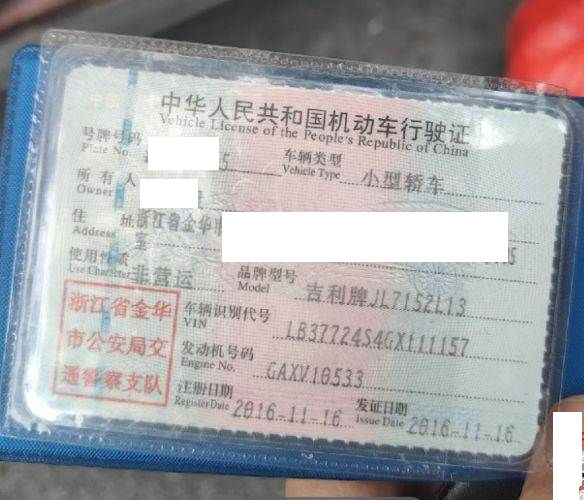 中华人民共和国机动车行驶证
Vehicle License of the People's Republic of China
号牌号码 5 车辆类型 小型轿车
Plate No. Vehicle Type
所有人
Owner
住址 浙江省金华市
Address 室
使用性质 非营运 品牌型号 吉利牌JL7152L13
Use Character Model
浙江省金华
市公安局交
通警察支队
车辆识别代号 LB37724S4GX111157
VIN
发动机号码 GAXV10533
Engine No.
注册日期 2016-11-16 发证日期 2016-11-16
Register Date Issue Date